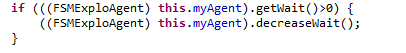 if (((FSMExploAgent) this.myAgent).getWait()>0) {
((FSMExploAgent) this.myAgent).decreaseWait();
}